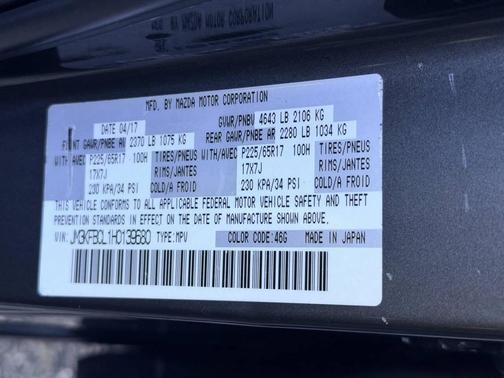 MFD. BY MAZDA MOTOR CORPORATION
DATE 04/17 GVWR/PNBV 4643 LB 2106 KG
FRONT GAWR/PNBE AV 2370 LB 1075 KG REAR GAWR/PNBE AR 2280 LB 1034 KG
WITH/AVEC P225/65R17 100H TIRES/PNEUS WITH/AVEC P225/65R17 100H TIRES/PNEUS
17X7J RIMS/JANTES 17X7J RIMS/JANTES
230 KPA/34 PSI COLD/A FROID 230 KPA/34 PSI COLD/A FROID
THIS VEHICLE CONFORMS TO ALL APPLICABLE FEDERAL MOTOR VEHICLE SAFETY AND THEFT
PREVENTION STANDARDS IN EFFECT ON THE DATE OF MANUFACTURE SHOWN ABOVE.
VIN: JM3KFBCL1H0139680 TYPE:MPV COLOR CODE:46G MADE IN JAPAN